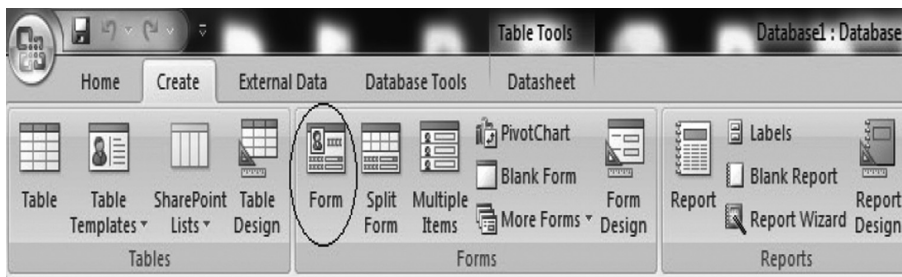 Table Tools
Database1 : Database
Home Create External Data Database Tools Datasheet
Table
Table Templates
SharePoint Lists
Table Design
Form
Split Form
Multiple Items
PivotChart
Blank Form
More Forms
Form Design
Report
Labels
Blank Report
Report Wizard
Report Design
Tables Forms Reports